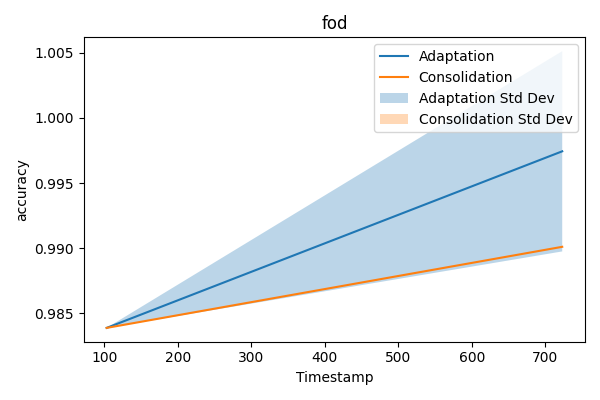 fod
1.005
1.000
0.995
0.990
0.985
accuracy
Adaptation
Consolidation
Adaptation Std Dev
Consolidation Std Dev
100 200 300 400 500 600 700
Timestamp